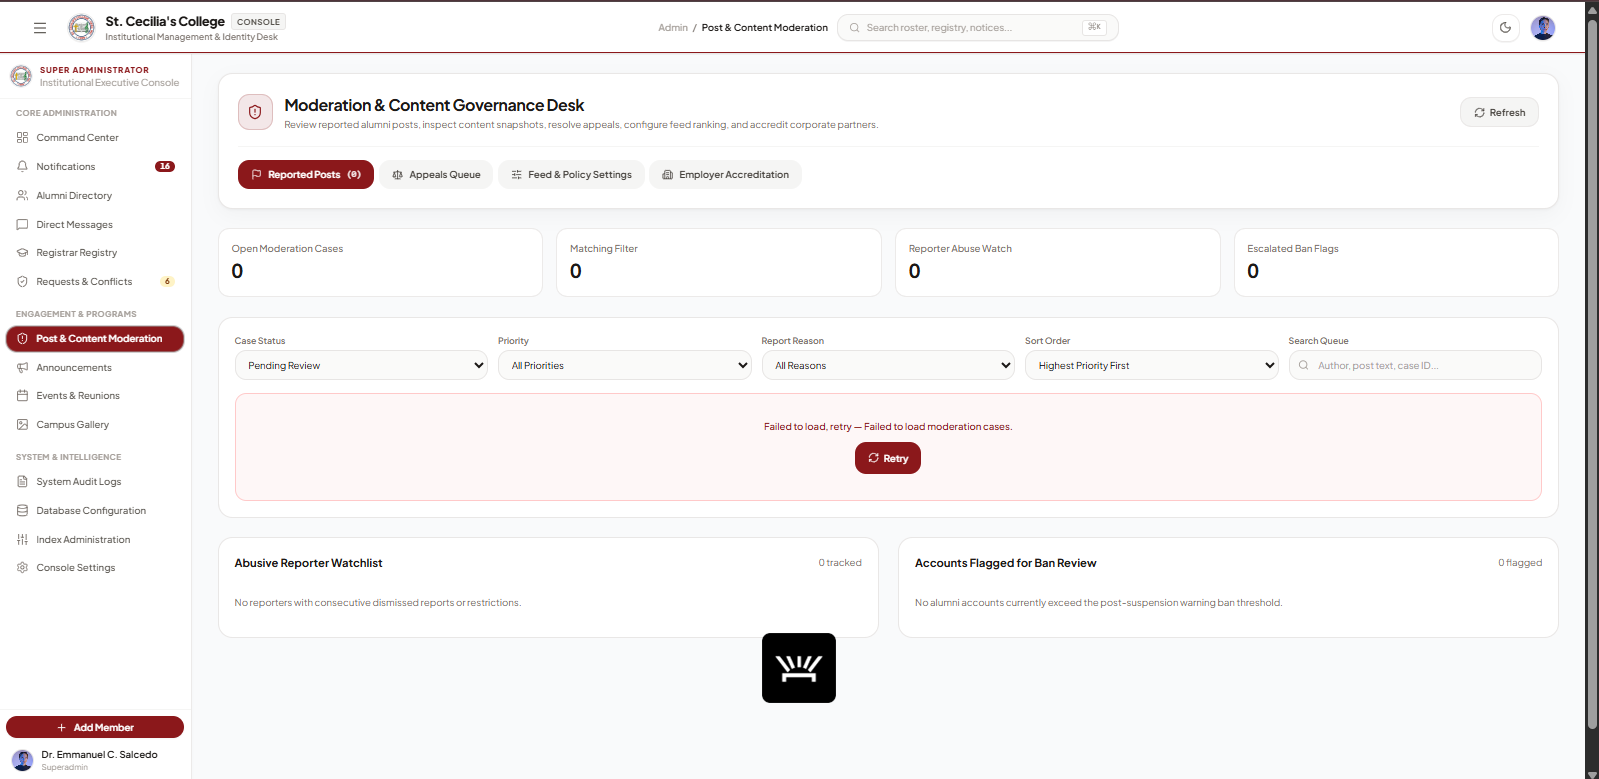 St. Cecilia's College CONSOLE
Institutional Management & Identity Desk
Admin / Post & Content Moderation
Search roster, registry, notices...
⌘K
SUPER ADMINISTRATOR
Institutional Executive Console
CORE ADMINISTRATION
Command Center
Notifications 16
Alumni Directory
Direct Messages
Registrar Registry
Requests & Conflicts 6
ENGAGEMENT & PROGRAMS
Post & Content Moderation
Announcements
Events & Reunions
Campus Gallery
SYSTEM & INTELLIGENCE
System Audit Logs
Database Configuration
Index Administration
Console Settings
+ Add Member
Dr. Emmanuel C. Salcedo
Superadmin
Moderation & Content Governance Desk
Review reported alumni posts, inspect content snapshots, resolve appeals, configure feed ranking, and accredit corporate partners.
Refresh
Reported Posts (0)
Appeals Queue
Feed & Policy Settings
Employer Accreditation
Open Moderation Cases
0
Matching Filter
0
Reporter Abuse Watch
0
Escalated Ban Flags
0
Case Status
Pending Review
Priority
All Priorities
Report Reason
All Reasons
Sort Order
Highest Priority First
Search Queue
Author, post text, case ID...
Failed to load, retry — Failed to load moderation cases.
Retry
Abusive Reporter Watchlist
0 tracked
No reporters with consecutive dismissed reports or restrictions.
Accounts Flagged for Ban Review
0 flagged
No alumni accounts currently exceed the post-suspension warning ban threshold.